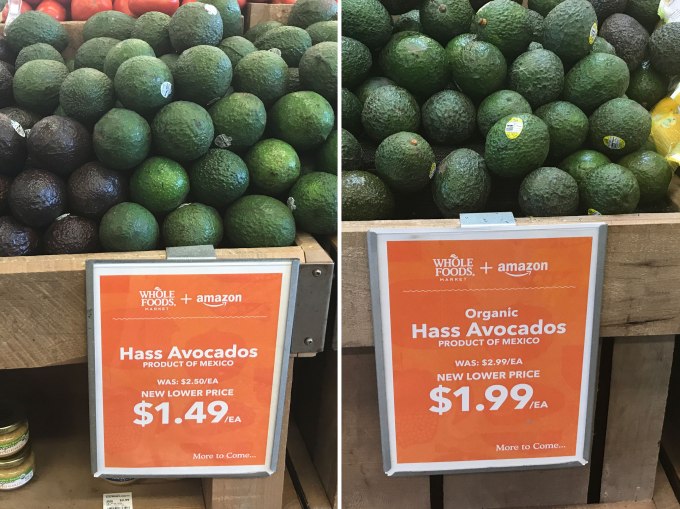 WHOLE
FOODS
MARKET
+ amazon
Hass Avocados
PRODUCT OF MEXICO
WAS: $2.50/EA
NEW LOWER PRICE
$1.49/EA
More to Come...
WHOLE
FOODS
MARKET
+ amazon
Organic
Hass Avocados
PRODUCT OF MEXICO
WAS: $2.99/EA
NEW LOWER PRICE
$1.99/EA
More to Come...